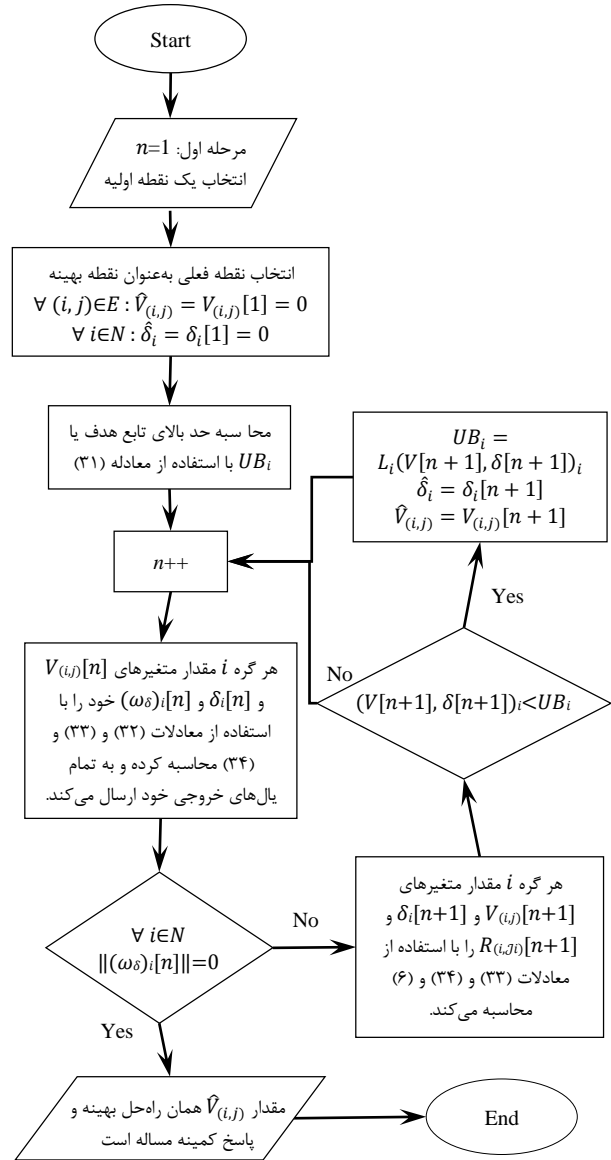 Start
مرحله اول: n=1
انتخاب یک نقطه اولیه
انتخاب نقطه فعلی به‌عنوان نقطه بهینه
∀ (i, j)∈E : V̂₍ᵢ,ⱼ₎ = V₍ᵢ,ⱼ₎[1] = 0
∀ i∈N : δ̂ᵢ = δᵢ[1] = 0
محا سبه حد بالای تابع هدف یا
UBᵢ با استفاده از معادله (۳۱)
n++
هر گره i مقدار متغیرهای V₍ᵢ,ⱼ₎[n]
و δᵢ[n] و (ω_δ)ᵢ[n] خود را با
استفاده از معادلات (۳۲) و (۳۳) و
(۳۴) محاسبه کرده و به تمام
یال‌های خروجی خود ارسال می‌کند.
∀ i∈N
‖(ω_δ)ᵢ[n]‖=0
No
Yes
هر گره i مقدار متغیرهای
V₍ᵢ,ⱼ₎[n+1] و δᵢ[n+1] و
R₍ᵢ,𝒥ᵢ₎[n+1] را با استفاده از
معادلات (۳۳) و (۳۴) و (۶)
محاسبه می‌کند.
(V[n+1], δ[n+1])ᵢ<UBᵢ
No
Yes
UBᵢ =
Lᵢ(V[n + 1], δ[n + 1])ᵢ
δ̂ᵢ = δᵢ[n + 1]
V̂₍ᵢ,ⱼ₎ = V₍ᵢ,ⱼ₎[n + 1]
مقدار V̂₍ᵢ,ⱼ₎ همان راه‌حل بهینه و
پاسخ کمینه مساله است
End